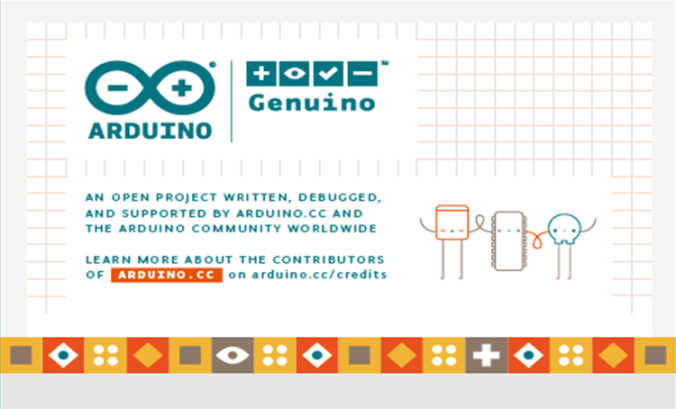 ARDUINO
Genuino™
AN OPEN PROJECT WRITTEN, DEBUGGED,
AND SUPPORTED BY ARDUINO.CC AND
THE ARDUINO COMMUNITY WORLDWIDE
LEARN MORE ABOUT THE CONTRIBUTORS
OF ARDUINO.CC on arduino.cc/credits